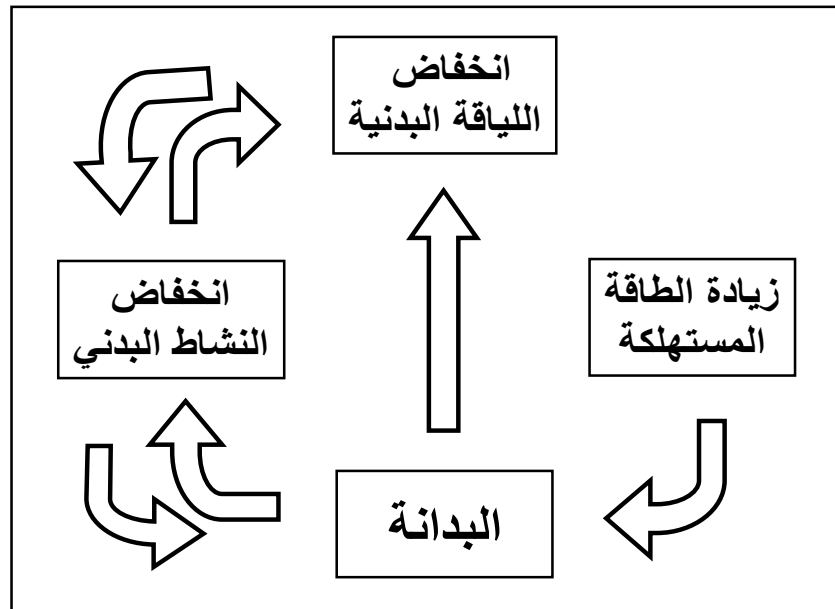 انخفاض
اللياقة البدنية
زيادة الطاقة
المستهلكة
انخفاض
النشاط البدني
البدانة